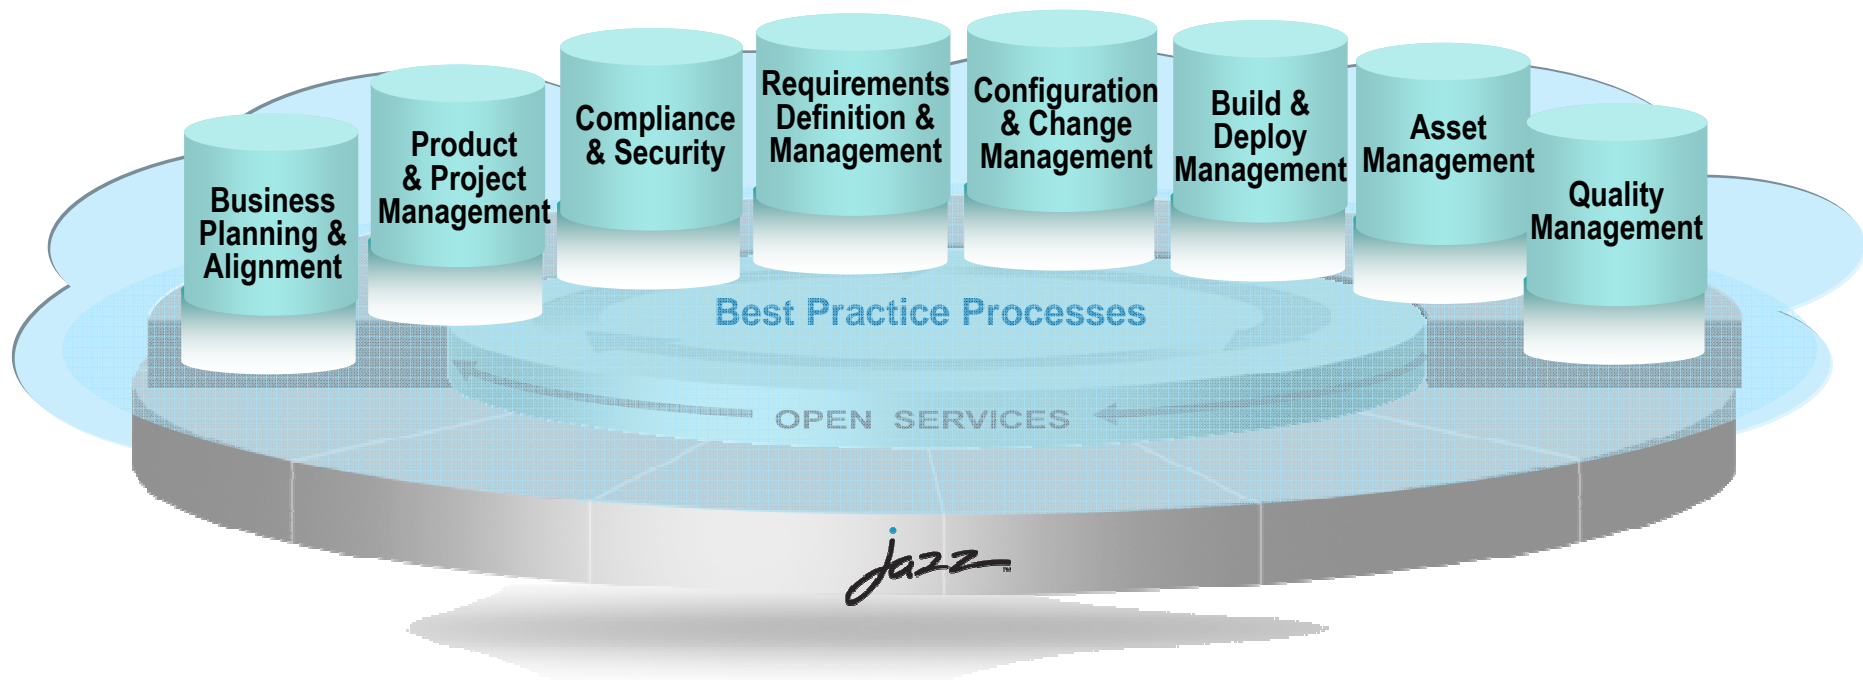 Business
Planning &
Alignment
Product
& Project
Management
Compliance
& Security
Requirements
Definition &
Management
Configuration
& Change
Management
Build &
Deploy
Management
Asset
Management
Quality
Management
Best Practice Processes
OPEN SERVICES
jazz™